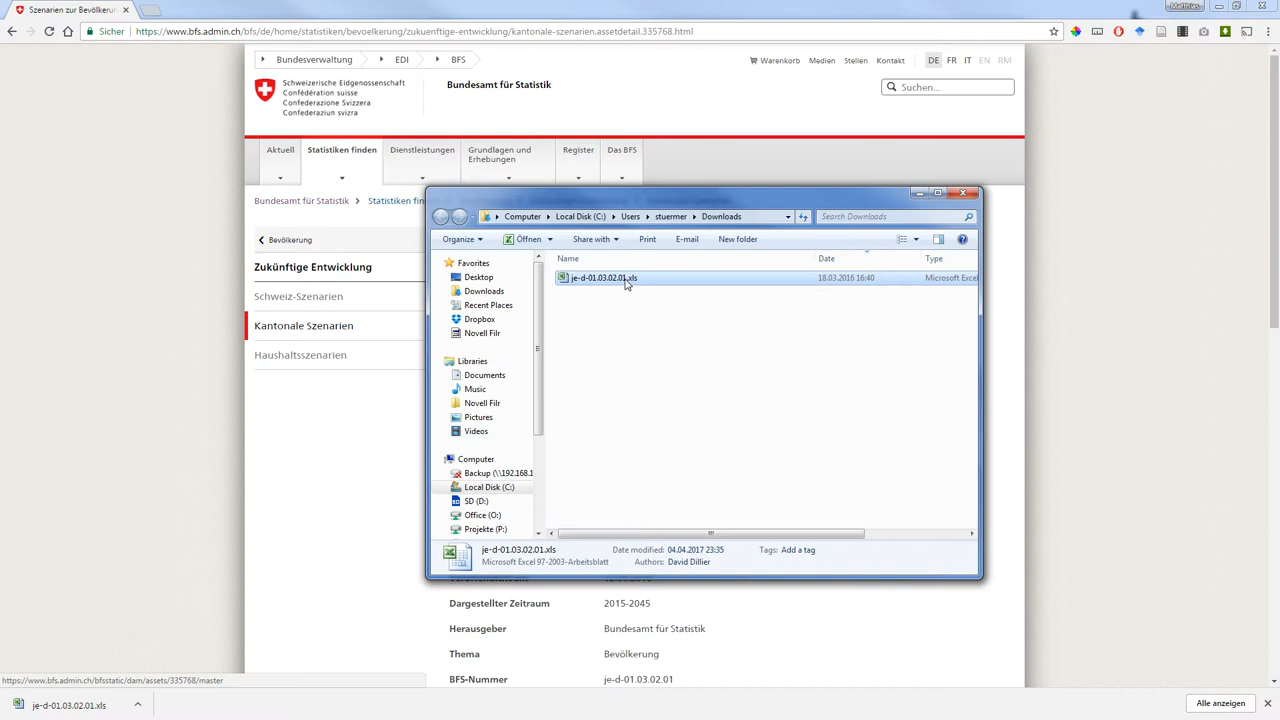 Szenarien zur Bevölkerun
Matthias
Sicher
https://www.bfs.admin.ch/bfs/de/home/statistiken/bevoelkerung/zukuenftige-entwicklung/kantonale-szenarien.assetdetail.335768.html
Bundesverwaltung EDI BFS
Warenkorb Medien Stellen Kontakt DE FR IT EN RM
Schweizerische Eidgenossenschaft
Confédération suisse
Confederazione Svizzera
Confederaziun svizra
Bundesamt für Statistik
Suchen...
Aktuell
Statistiken finden
Dienstleistungen
Grundlagen und
Erhebungen
Register
Das BFS
Bundesamt für Statistik Statistiken fin
Bevölkerung
Zukünftige Entwicklung
Schweiz-Szenarien
Kantonale Szenarien
Haushaltsszenarien
Computer Local Disk (C:) Users stuermer Downloads
Search Downloads
Organize Öffnen Share with Print E-mail New folder
Favorites
Desktop
Downloads
Recent Places
Dropbox
Novell Filr
Libraries
Documents
Music
Novell Filr
Pictures
Videos
Computer
Backup (\\192.168.1
Local Disk (C:)
SD (D:)
Office (O:)
Projekte (P:)
Name Date Type
je-d-01.03.02.01.xls 18.03.2016 16:40 Microsoft Excel
je-d-01.03.02.01.xls Date modified: 04.04.2017 23:35 Tags: Add a tag
Microsoft Excel 97-2003-Arbeitsblatt Authors: David Dillier
Dargestellter Zeitraum 2015-2045
Herausgeber Bundesamt für Statistik
Thema Bevölkerung
BFS-Nummer je-d-01.03.02.01
https://www.bfs.admin.ch/bfsstatic/dam/assets/335768/master
je-d-01.03.02.01.xls
Alle anzeigen